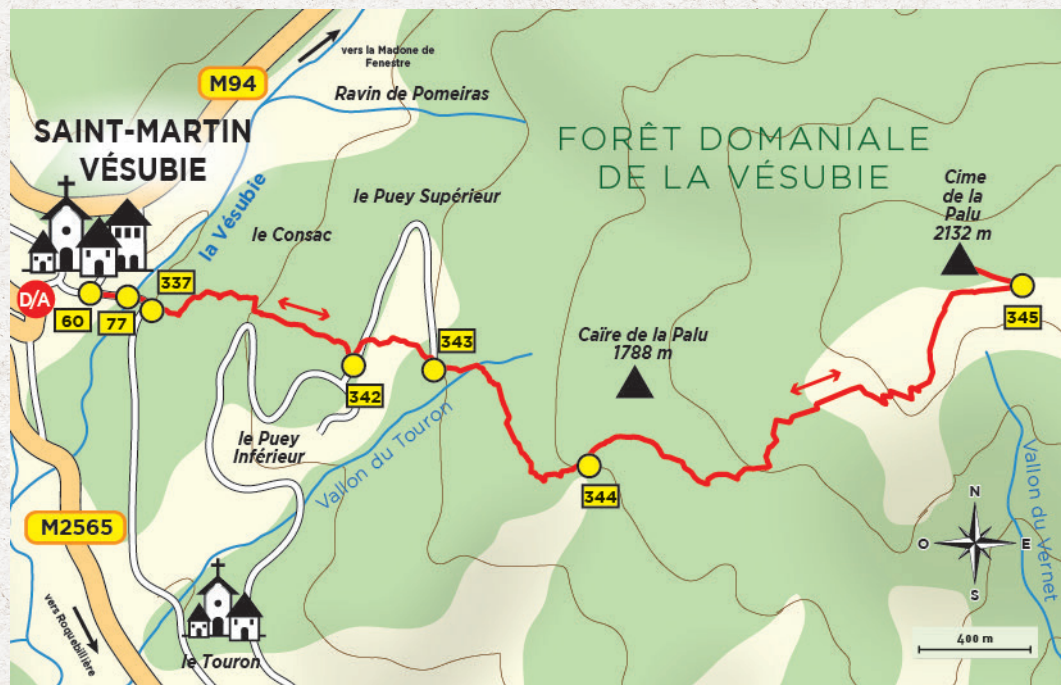 vers la Madone de
Fenestre
M94
Ravin de Pomeiras
SAINT-MARTIN
VÉSUBIE
FORÊT DOMANIALE
DE LA VÉSUBIE
Cime
de la
Palu
2132 m
le Puey Supérieur
la Vésubie
le Consac
337
D/A
60
77
345
343
Caïre de la Palu
1788 m
342
le Puey
Inférieur
Vallon du Touron
344
M2565
Vallon du Vernet
N
O
E
S
vers Roquebillière
le Touron
400 m